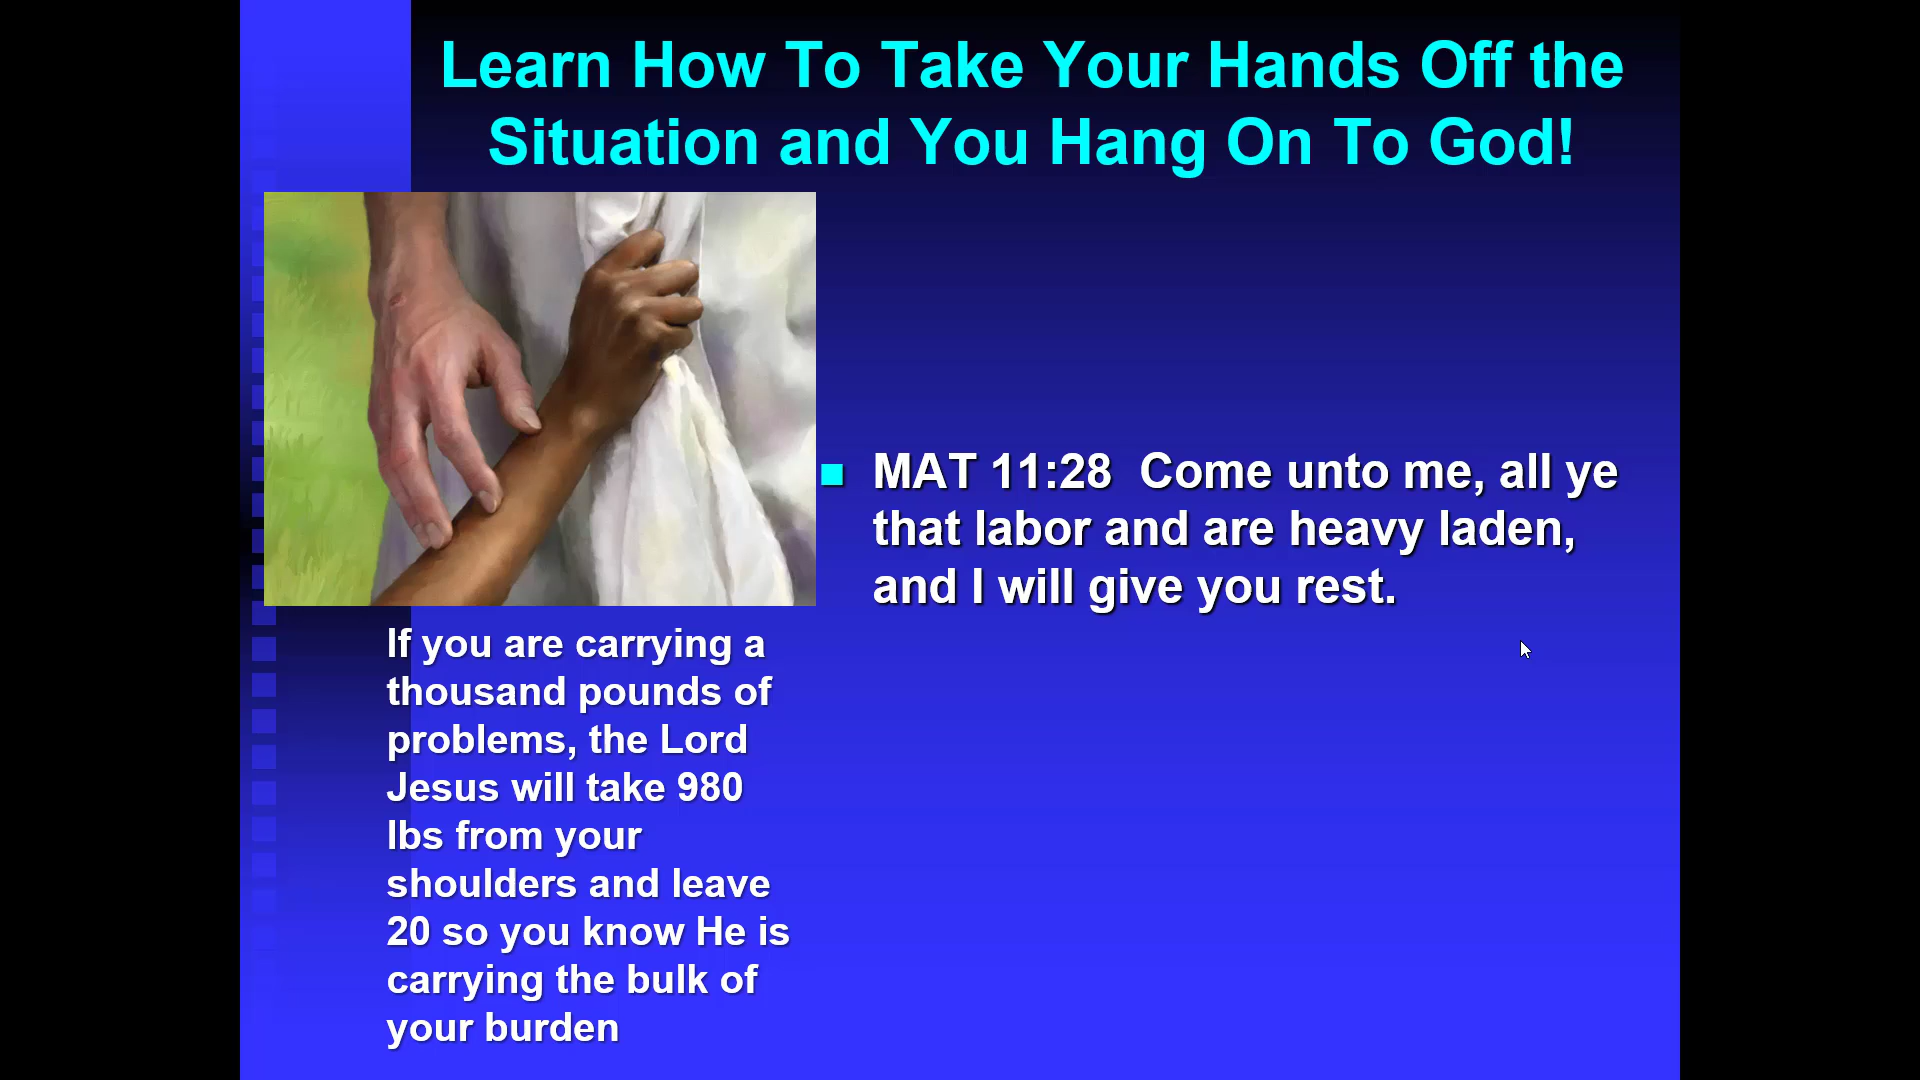 Learn How To Take Your Hands Off the
Situation and You Hang On To God!
MAT 11:28 Come unto me, all ye
that labor and are heavy laden,
and I will give you rest.
If you are carrying a
thousand pounds of
problems, the Lord
Jesus will take 980
lbs from your
shoulders and leave
20 so you know He is
carrying the bulk of
your burden